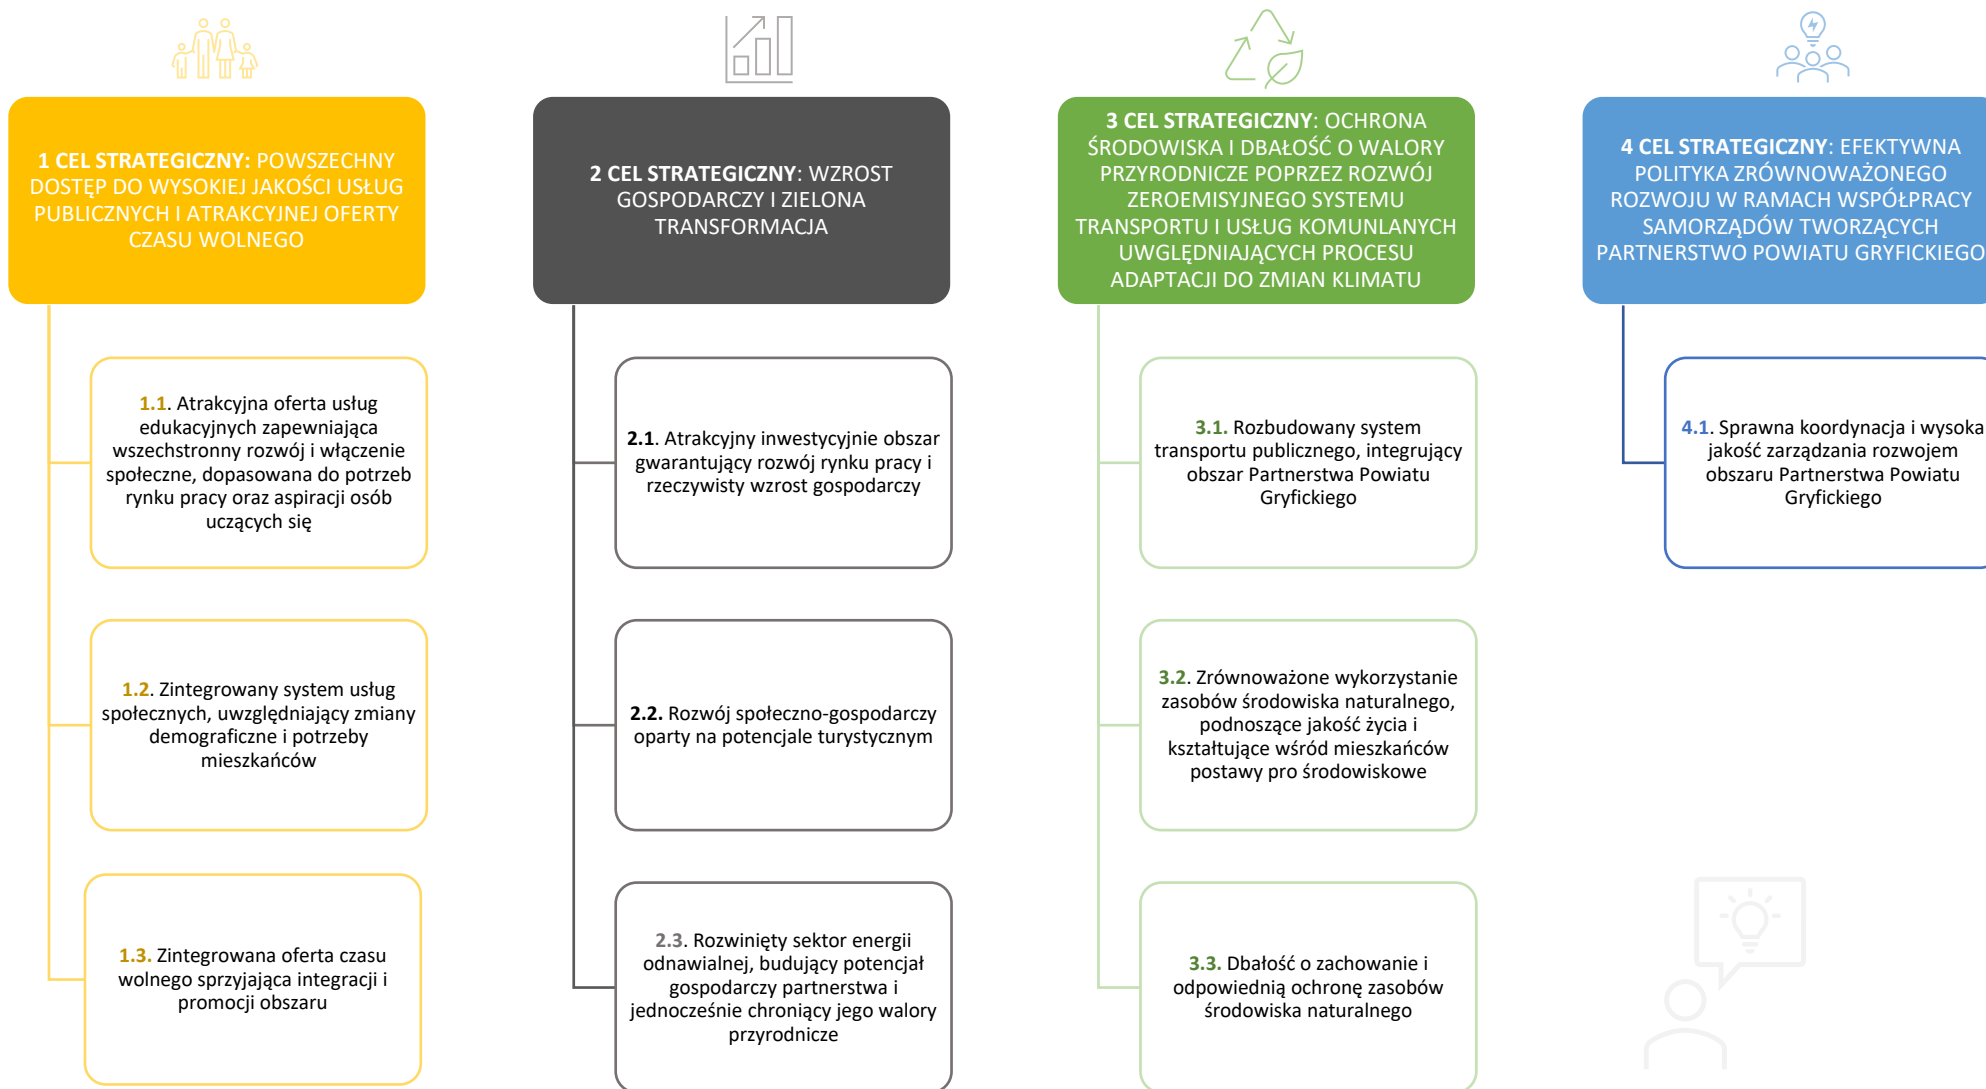 1 CEL STRATEGICZNY: POWSZECHNY
DOSTĘP DO WYSOKIEJ JAKOŚCI USŁUG
PUBLICZNYCH I ATRAKCYJNEJ OFERTY
CZASU WOLNEGO
1.1. Atrakcyjna oferta usług
edukacyjnych zapewniająca
wszechstronny rozwój i włączenie
społeczne, dopasowana do potrzeb
rynku pracy oraz aspiracji osób
uczących się
1.2. Zintegrowany system usług
społecznych, uwzględniający zmiany
demograficzne i potrzeby
mieszkańców
1.3. Zintegrowana oferta czasu
wolnego sprzyjająca integracji i
promocji obszaru
2 CEL STRATEGICZNY: WZROST
GOSPODARCZY I ZIELONA
TRANSFORMACJA
2.1. Atrakcyjny inwestycyjnie obszar
gwarantujący rozwój rynku pracy i
rzeczywisty wzrost gospodarczy
2.2. Rozwój społeczno-gospodarczy
oparty na potencjale turystycznym
2.3. Rozwinięty sektor energii
odnawialnej, budujący potencjał
gospodarczy partnerstwa i
jednocześnie chroniący jego walory
przyrodnicze
3 CEL STRATEGICZNY: OCHRONA
ŚRODOWISKA I DBAŁOŚĆ O WALORY
PRZYRODNICZE POPRZEZ ROZWÓJ
ZEROEMISYJNEGO SYSTEMU
TRANSPORTU I USŁUG KOMUNLANYCH
UWGLĘDNIAJĄCYCH PROCESU
ADAPTACJI DO ZMIAN KLIMATU
3.1. Rozbudowany system
transportu publicznego, integrujący
obszar Partnerstwa Powiatu
Gryfickiego
3.2. Zrównoważone wykorzystanie
zasobów środowiska naturalnego,
podnoszące jakość życia i
kształtujące wśród mieszkańców
postawy pro środowiskowe
3.3. Dbałość o zachowanie i
odpowiednią ochronę zasobów
środowiska naturalnego
4 CEL STRATEGICZNY: EFEKTYWNA
POLITYKA ZRÓWNOWAŻONEGO
ROZWOJU W RAMACH WSPÓŁPRACY
SAMORZĄDÓW TWORZĄCYCH
PARTNERSTWO POWIATU GRYFICKIEGO
4.1. Sprawna koordynacja i wysoka
jakość zarządzania rozwojem
obszaru Partnerstwa Powiatu
Gryfickiego